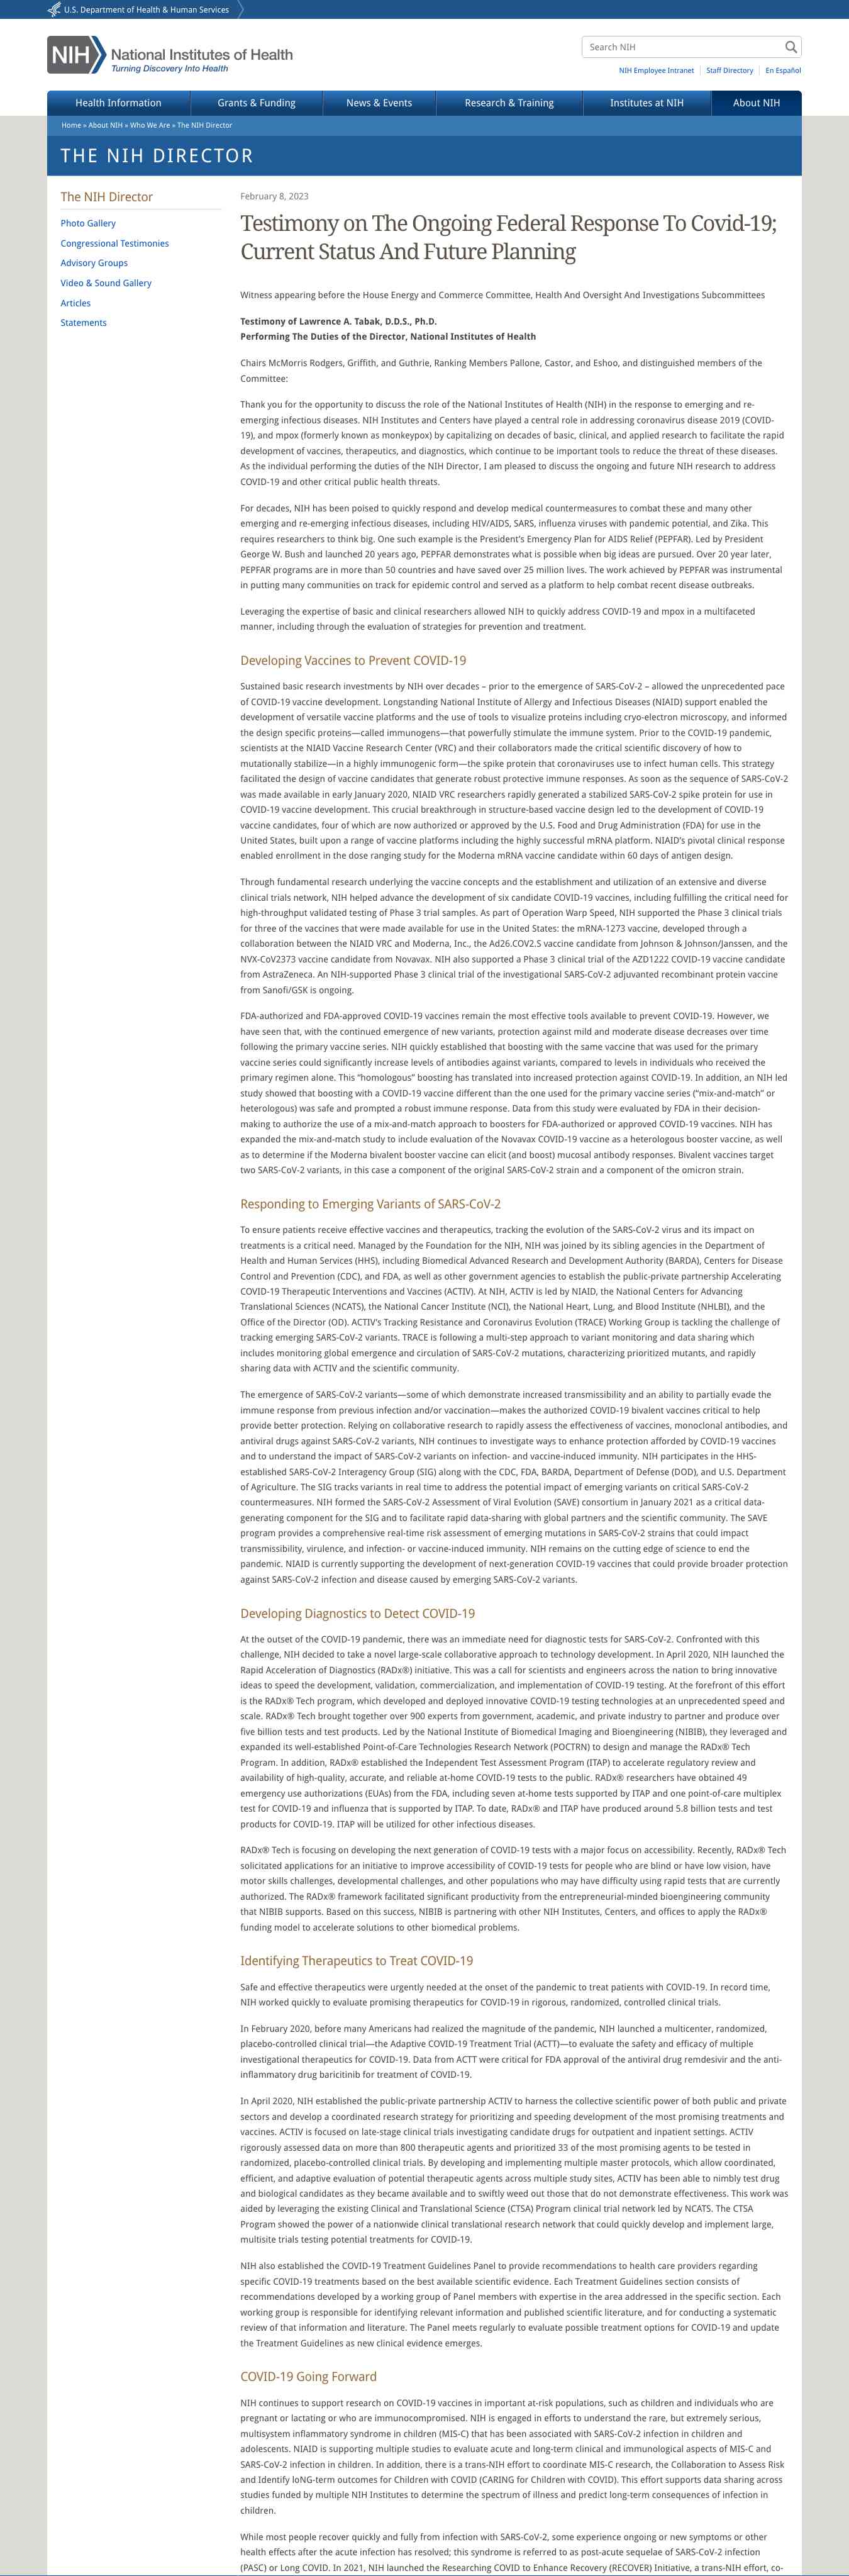 U.S. Department of Health & Human Services
NIH National Institutes of Health
Turning Discovery Into Health
Search NIH
NIH Employee Intranet
Staff Directory
En Español
Health Information
Grants & Funding
News & Events
Research & Training
Institutes at NIH
About NIH
Home » About NIH » Who We Are » The NIH Director
THE NIH DIRECTOR
The NIH Director
Photo Gallery
Congressional Testimonies
Advisory Groups
Video & Sound Gallery
Articles
Statements
February 8, 2023
Testimony on The Ongoing Federal Response To Covid-19;
Current Status And Future Planning
Witness appearing before the House Energy and Commerce Committee, Health And Oversight And Investigations Subcommittees
Testimony of Lawrence A. Tabak, D.D.S., Ph.D.
Performing The Duties of the Director, National Institutes of Health
Chairs McMorris Rodgers, Griffith, and Guthrie, Ranking Members Pallone, Castor, and Eshoo, and distinguished members of the
Committee:
Thank you for the opportunity to discuss the role of the National Institutes of Health (NIH) in the response to emerging and re-
emerging infectious diseases. NIH Institutes and Centers have played a central role in addressing coronavirus disease 2019 (COVID-
19), and mpox (formerly known as monkeypox) by capitalizing on decades of basic, clinical, and applied research to facilitate the rapid
development of vaccines, therapeutics, and diagnostics, which continue to be important tools to reduce the threat of these diseases.
As the individual performing the duties of the NIH Director, I am pleased to discuss the ongoing and future NIH research to address
COVID-19 and other critical public health threats.
For decades, NIH has been poised to quickly respond and develop medical countermeasures to combat these and many other
emerging and re-emerging infectious diseases, including HIV/AIDS, SARS, influenza viruses with pandemic potential, and Zika. This
requires researchers to think big. One such example is the President’s Emergency Plan for AIDS Relief (PEPFAR). Led by President
George W. Bush and launched 20 years ago, PEPFAR demonstrates what is possible when big ideas are pursued. Over 20 year later,
PEPFAR programs are in more than 50 countries and have saved over 25 million lives. The work achieved by PEPFAR was instrumental
in putting many communities on track for epidemic control and served as a platform to help combat recent disease outbreaks.
Leveraging the expertise of basic and clinical researchers allowed NIH to quickly address COVID-19 and mpox in a multifaceted
manner, including through the evaluation of strategies for prevention and treatment.
Developing Vaccines to Prevent COVID-19
Sustained basic research investments by NIH over decades – prior to the emergence of SARS-CoV-2 – allowed the unprecedented pace
of COVID-19 vaccine development. Longstanding National Institute of Allergy and Infectious Diseases (NIAID) support enabled the
development of versatile vaccine platforms and the use of tools to visualize proteins including cryo-electron microscopy, and informed
the design specific proteins—called immunogens—that powerfully stimulate the immune system. Prior to the COVID-19 pandemic,
scientists at the NIAID Vaccine Research Center (VRC) and their collaborators made the critical scientific discovery of how to
mutationally stabilize—in a highly immunogenic form—the spike protein that coronaviruses use to infect human cells. This strategy
facilitated the design of vaccine candidates that generate robust protective immune responses. As soon as the sequence of SARS-CoV-2
was made available in early January 2020, NIAID VRC researchers rapidly generated a stabilized SARS-CoV-2 spike protein for use in
COVID-19 vaccine development. This crucial breakthrough in structure-based vaccine design led to the development of COVID-19
vaccine candidates, four of which are now authorized or approved by the U.S. Food and Drug Administration (FDA) for use in the
United States, built upon a range of vaccine platforms including the highly successful mRNA platform. NIAID’s pivotal clinical response
enabled enrollment in the dose ranging study for the Moderna mRNA vaccine candidate within 60 days of antigen design.
Through fundamental research underlying the vaccine concepts and the establishment and utilization of an extensive and diverse
clinical trials network, NIH helped advance the development of six candidate COVID-19 vaccines, including fulfilling the critical need for
high-throughput validated testing of Phase 3 trial samples. As part of Operation Warp Speed, NIH supported the Phase 3 clinical trials
for three of the vaccines that were made available for use in the United States: the mRNA-1273 vaccine, developed through a
collaboration between the NIAID VRC and Moderna, Inc., the Ad26.COV2.S vaccine candidate from Johnson & Johnson/Janssen, and the
NVX-CoV2373 vaccine candidate from Novavax. NIH also supported a Phase 3 clinical trial of the AZD1222 COVID-19 vaccine candidate
from AstraZeneca. An NIH-supported Phase 3 clinical trial of the investigational SARS-CoV-2 adjuvanted recombinant protein vaccine
from Sanofi/GSK is ongoing.
FDA-authorized and FDA-approved COVID-19 vaccines remain the most effective tools available to prevent COVID-19. However, we
have seen that, with the continued emergence of new variants, protection against mild and moderate disease decreases over time
following the primary vaccine series. NIH quickly established that boosting with the same vaccine that was used for the primary
vaccine series could significantly increase levels of antibodies against variants, compared to levels in individuals who received the
primary regimen alone. This “homologous” boosting has translated into increased protection against COVID-19. In addition, an NIH led
study showed that boosting with a COVID-19 vaccine different than the one used for the primary vaccine series (“mix-and-match” or
heterologous) was safe and prompted a robust immune response. Data from this study were evaluated by FDA in their decision-
making to authorize the use of a mix-and-match approach to boosters for FDA-authorized or approved COVID-19 vaccines. NIH has
expanded the mix-and-match study to include evaluation of the Novavax COVID-19 vaccine as a heterologous booster vaccine, as well
as to determine if the Moderna bivalent booster vaccine can elicit (and boost) mucosal antibody responses. Bivalent vaccines target
two SARS-CoV-2 variants, in this case a component of the original SARS-CoV-2 strain and a component of the omicron strain.
Responding to Emerging Variants of SARS-CoV-2
To ensure patients receive effective vaccines and therapeutics, tracking the evolution of the SARS-CoV-2 virus and its impact on
treatments is a critical need. Managed by the Foundation for the NIH, NIH was joined by its sibling agencies in the Department of
Health and Human Services (HHS), including Biomedical Advanced Research and Development Authority (BARDA), Centers for Disease
Control and Prevention (CDC), and FDA, as well as other government agencies to establish the public-private partnership Accelerating
COVID-19 Therapeutic Interventions and Vaccines (ACTIV). At NIH, ACTIV is led by NIAID, the National Centers for Advancing
Translational Sciences (NCATS), the National Cancer Institute (NCI), the National Heart, Lung, and Blood Institute (NHLBI), and the
Office of the Director (OD). ACTIV’s Tracking Resistance and Coronavirus Evolution (TRACE) Working Group is tackling the challenge of
tracking emerging SARS-CoV-2 variants. TRACE is following a multi-step approach to variant monitoring and data sharing which
includes monitoring global emergence and circulation of SARS-CoV-2 mutations, characterizing prioritized mutants, and rapidly
sharing data with ACTIV and the scientific community.
The emergence of SARS-CoV-2 variants—some of which demonstrate increased transmissibility and an ability to partially evade the
immune response from previous infection and/or vaccination—makes the authorized COVID-19 bivalent vaccines critical to help
provide better protection. Relying on collaborative research to rapidly assess the effectiveness of vaccines, monoclonal antibodies, and
antiviral drugs against SARS-CoV-2 variants, NIH continues to investigate ways to enhance protection afforded by COVID-19 vaccines
and to understand the impact of SARS-CoV-2 variants on infection- and vaccine-induced immunity. NIH participates in the HHS-
established SARS-CoV-2 Interagency Group (SIG) along with the CDC, FDA, BARDA, Department of Defense (DOD), and U.S. Department
of Agriculture. The SIG tracks variants in real time to address the potential impact of emerging variants on critical SARS-CoV-2
countermeasures. NIH formed the SARS-CoV-2 Assessment of Viral Evolution (SAVE) consortium in January 2021 as a critical data-
generating component for the SIG and to facilitate rapid data-sharing with global partners and the scientific community. The SAVE
program provides a comprehensive real-time risk assessment of emerging mutations in SARS-CoV-2 strains that could impact
transmissibility, virulence, and infection- or vaccine-induced immunity. NIH remains on the cutting edge of science to end the
pandemic. NIAID is currently supporting the development of next-generation COVID-19 vaccines that could provide broader protection
against SARS-CoV-2 infection and disease caused by emerging SARS-CoV-2 variants.
Developing Diagnostics to Detect COVID-19
At the outset of the COVID-19 pandemic, there was an immediate need for diagnostic tests for SARS-CoV-2. Confronted with this
challenge, NIH decided to take a novel large-scale collaborative approach to technology development. In April 2020, NIH launched the
Rapid Acceleration of Diagnostics (RADx®) initiative. This was a call for scientists and engineers across the nation to bring innovative
ideas to speed the development, validation, commercialization, and implementation of COVID-19 testing. At the forefront of this effort
is the RADx® Tech program, which developed and deployed innovative COVID-19 testing technologies at an unprecedented speed and
scale. RADx® Tech brought together over 900 experts from government, academic, and private industry to partner and produce over
five billion tests and test products. Led by the National Institute of Biomedical Imaging and Bioengineering (NIBIB), they leveraged and
expanded its well-established Point-of-Care Technologies Research Network (POCTRN) to design and manage the RADx® Tech
Program. In addition, RADx® established the Independent Test Assessment Program (ITAP) to accelerate regulatory review and
availability of high-quality, accurate, and reliable at-home COVID-19 tests to the public. RADx® researchers have obtained 49
emergency use authorizations (EUAs) from the FDA, including seven at-home tests supported by ITAP and one point-of-care multiplex
test for COVID-19 and influenza that is supported by ITAP. To date, RADx® and ITAP have produced around 5.8 billion tests and test
products for COVID-19. ITAP will be utilized for other infectious diseases.
RADx® Tech is focusing on developing the next generation of COVID-19 tests with a major focus on accessibility. Recently, RADx® Tech
solicitated applications for an initiative to improve accessibility of COVID-19 tests for people who are blind or have low vision, have
motor skills challenges, developmental challenges, and other populations who may have difficulty using rapid tests that are currently
authorized. The RADx® framework facilitated significant productivity from the entrepreneurial-minded bioengineering community
that NIBIB supports. Based on this success, NIBIB is partnering with other NIH Institutes, Centers, and offices to apply the RADx®
funding model to accelerate solutions to other biomedical problems.
Identifying Therapeutics to Treat COVID-19
Safe and effective therapeutics were urgently needed at the onset of the pandemic to treat patients with COVID-19. In record time,
NIH worked quickly to evaluate promising therapeutics for COVID-19 in rigorous, randomized, controlled clinical trials.
In February 2020, before many Americans had realized the magnitude of the pandemic, NIH launched a multicenter, randomized,
placebo-controlled clinical trial—the Adaptive COVID-19 Treatment Trial (ACTT)—to evaluate the safety and efficacy of multiple
investigational therapeutics for COVID-19. Data from ACTT were critical for FDA approval of the antiviral drug remdesivir and the anti-
inflammatory drug baricitinib for treatment of COVID-19.
In April 2020, NIH established the public-private partnership ACTIV to harness the collective scientific power of both public and private
sectors and develop a coordinated research strategy for prioritizing and speeding development of the most promising treatments and
vaccines. ACTIV is focused on late-stage clinical trials investigating candidate drugs for outpatient and inpatient settings. ACTIV
rigorously assessed data on more than 800 therapeutic agents and prioritized 33 of the most promising agents to be tested in
randomized, placebo-controlled clinical trials. By developing and implementing multiple master protocols, which allow coordinated,
efficient, and adaptive evaluation of potential therapeutic agents across multiple study sites, ACTIV has been able to nimbly test drug
and biological candidates as they became available and to swiftly weed out those that do not demonstrate effectiveness. This work was
aided by leveraging the existing Clinical and Translational Science (CTSA) Program clinical trial network led by NCATS. The CTSA
Program showed the power of a nationwide clinical translational research network that could quickly develop and implement large,
multisite trials testing potential treatments for COVID-19.
NIH also established the COVID-19 Treatment Guidelines Panel to provide recommendations to health care providers regarding
specific COVID-19 treatments based on the best available scientific evidence. Each Treatment Guidelines section consists of
recommendations developed by a working group of Panel members with expertise in the area addressed in the specific section. Each
working group is responsible for identifying relevant information and published scientific literature, and for conducting a systematic
review of that information and literature. The Panel meets regularly to evaluate possible treatment options for COVID-19 and update
the Treatment Guidelines as new clinical evidence emerges.
COVID-19 Going Forward
NIH continues to support research on COVID-19 vaccines in important at-risk populations, such as children and individuals who are
pregnant or lactating or who are immunocompromised. NIH is engaged in efforts to understand the rare, but extremely serious,
multisystem inflammatory syndrome in children (MIS-C) that has been associated with SARS-CoV-2 infection in children and
adolescents. NIAID is supporting multiple studies to evaluate acute and long-term clinical and immunological aspects of MIS-C and
SARS-CoV-2 infection in children. In addition, there is a trans-NIH effort to coordinate MIS-C research, the Collaboration to Assess Risk
and Identify loNG-term outcomes for Children with COVID (CARING for Children with COVID). This effort supports data sharing across
studies funded by multiple NIH Institutes to determine the spectrum of illness and predict long-term consequences of infection in
children.
While most people recover quickly and fully from infection with SARS-CoV-2, some experience ongoing or new symptoms or other
health effects after the acute infection has resolved; this syndrome is referred to as post-acute sequelae of SARS-CoV-2 infection
(PASC) or Long COVID. In 2021, NIH launched the Researching COVID to Enhance Recovery (RECOVER) Initiative, a trans-NIH effort, co-